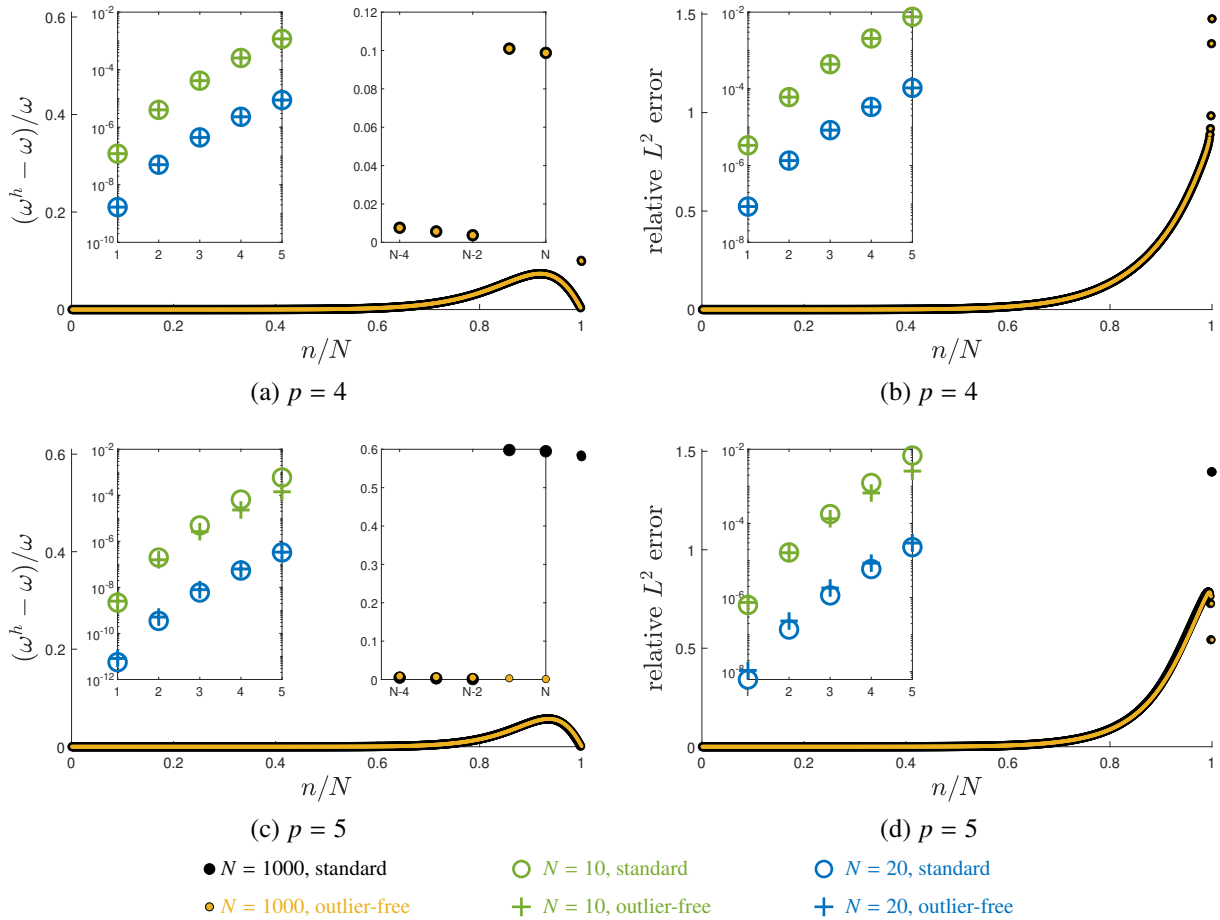 0.6
0.4
0.2
0
(ω^h − ω)/ω
0 0.2 0.4 0.6 0.8 1
n/N
10^-2
10^-4
10^-6
10^-8
10^-10
1 2 3 4 5
0.12
0.1
0.08
0.06
0.04
0.02
0
N-4 N-2 N
(a) p = 4
1.5
1
0.5
0
relative L^2 error
0 0.2 0.4 0.6 0.8 1
n/N
10^-2
10^-4
10^-6
10^-8
1 2 3 4 5
(b) p = 4
0.6
0.4
0.2
0
(ω^h − ω)/ω
0 0.2 0.4 0.6 0.8 1
n/N
10^-2
10^-4
10^-6
10^-8
10^-10
10^-12
1 2 3 4 5
0.6
0.5
0.4
0.3
0.2
0.1
0
N-4 N-2 N
(c) p = 5
1.5
1
0.5
0
relative L^2 error
0 0.2 0.4 0.6 0.8 1
n/N
10^-2
10^-4
10^-6
10^-8
1 2 3 4 5
(d) p = 5
N = 1000, standard
N = 10, standard
N = 20, standard
N = 1000, outlier-free
N = 10, outlier-free
N = 20, outlier-free